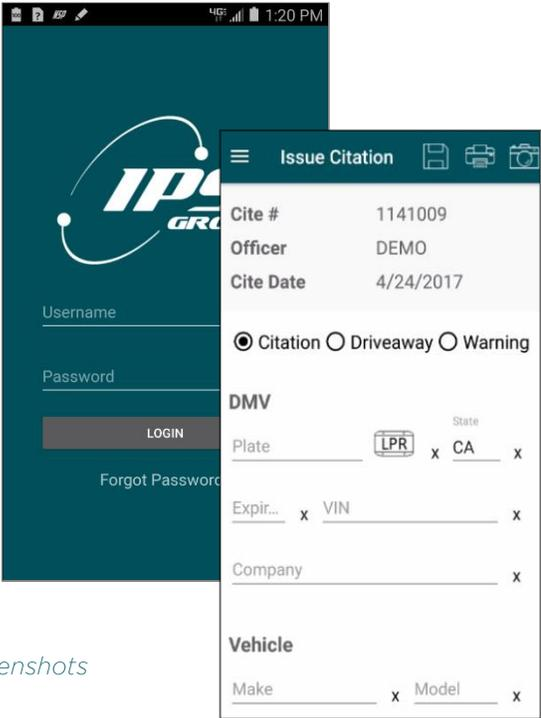 4G 1:20 PM
GRO
Username
Password
LOGIN
Forgot Password
Issue Citation
Cite # 1141009
Officer DEMO
Cite Date 4/24/2017
Citation Driveaway Warning
DMV
State
Plate LPR x CA x
Expir... x VIN x
Company x
Vehicle
Make x Model x
enshots